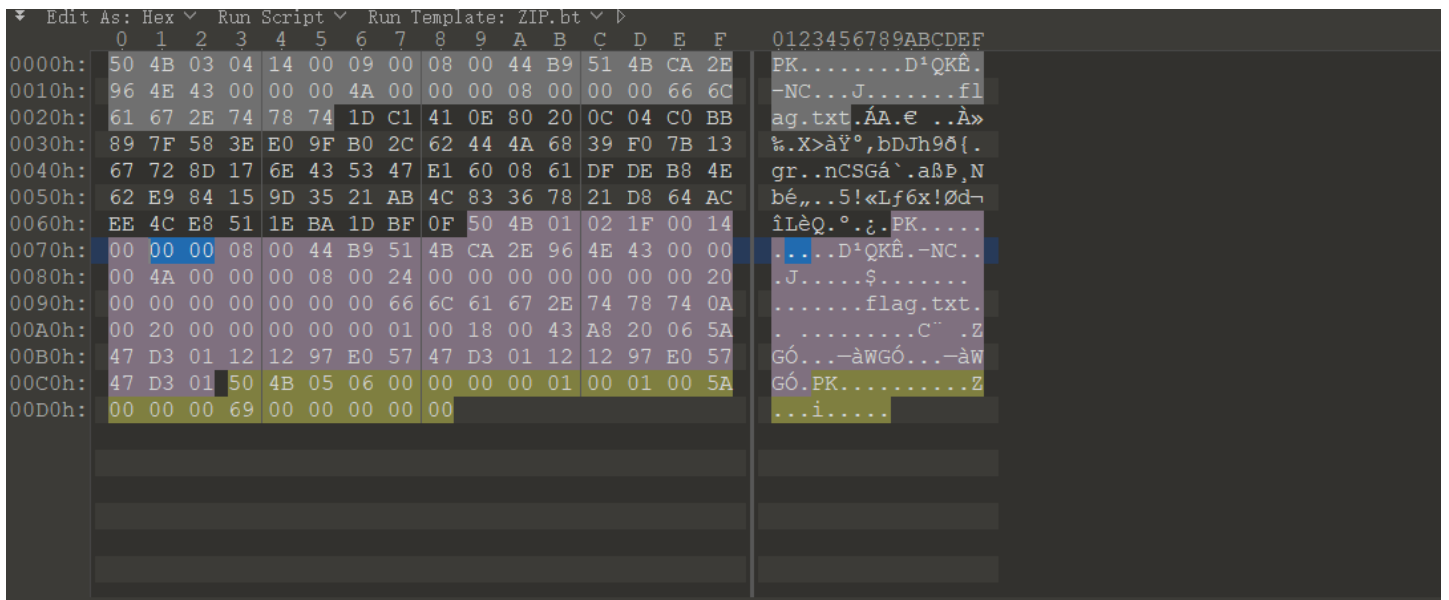 Edit As: Hex Run Script Run Template: ZIP.bt
0 1 2 3 4 5 6 7 8 9 A B C D E F 0123456789ABCDEF
0000h: 50 4B 03 04 14 00 09 00 08 00 44 B9 51 4B CA 2E PK........D¹QKÊ.
0010h: 96 4E 43 00 00 00 4A 00 00 00 08 00 00 00 66 6C –NC...J.......fl
0020h: 61 67 2E 74 78 74 1D C1 41 0E 80 20 0C 04 C0 BB ag.txt.ÁA.€ ..À»
0030h: 89 7F 58 3E E0 9F B0 2C 62 44 4A 68 39 F0 7B 13 ‰.X>àŸ°,bDJh9ð{.
0040h: 67 72 8D 17 6E 43 53 47 E1 60 08 61 DF DE B8 4E gr..nCSGá`.aßÞ¸N
0050h: 62 E9 84 15 9D 35 21 AB 4C 83 36 78 21 D8 64 AC bé„..5!«Lƒ6x!Ød¬
0060h: EE 4C E8 51 1E BA 1D BF 0F 50 4B 01 02 1F 00 14 îLèQ.º.¿.PK.....
0070h: 00 00 00 08 00 44 B9 51 4B CA 2E 96 4E 43 00 00 .....D¹QKÊ.–NC..
0080h: 00 4A 00 00 00 08 00 24 00 00 00 00 00 00 00 20 .J.....$.......
0090h: 00 00 00 00 00 00 00 66 6C 61 67 2E 74 78 74 0A .......flag.txt.
00A0h: 00 20 00 00 00 00 00 01 00 18 00 43 A8 20 06 5A . .........C¨ .Z
00B0h: 47 D3 01 12 12 97 E0 57 47 D3 01 12 12 97 E0 57 GÓ...—àWGÓ...—àW
00C0h: 47 D3 01 50 4B 05 06 00 00 00 00 01 00 01 00 5A GÓ.PK..........Z
00D0h: 00 00 00 69 00 00 00 00 00 ...i.....